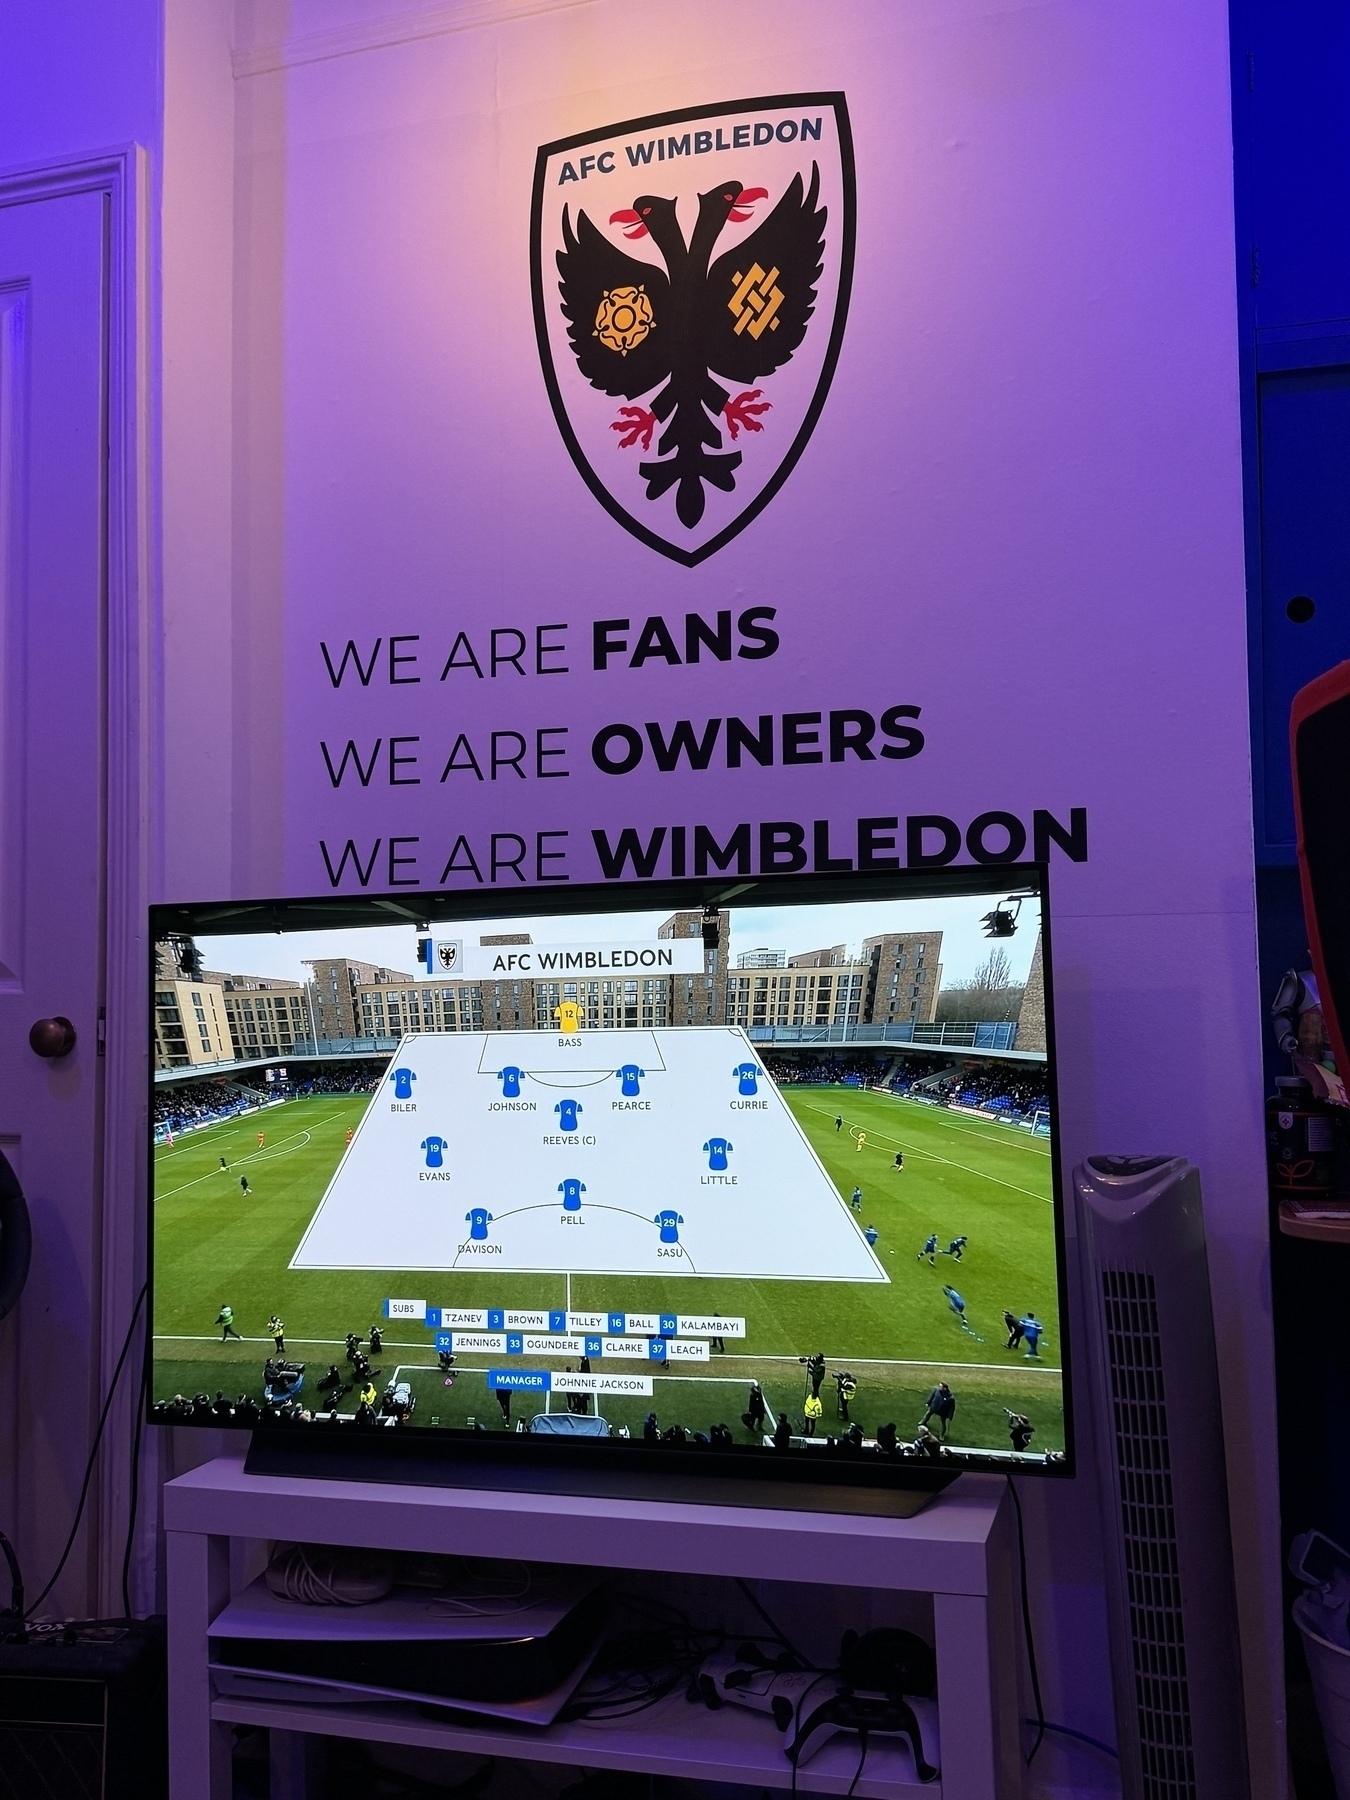 AFC WIMBLEDON
WE ARE FANS
WE ARE OWNERS
WE ARE WIMBLEDON
AFC WIMBLEDON
12
BASS
2
BILER
6
JOHNSON
15
PEARCE
26
CURRIE
4
REEVES (C)
19
EVANS
14
LITTLE
8
PELL
9
DAVISON
29
SASU
SUBS 1 TZANEV 3 BROWN 7 TILLEY 16 BALL 30 KALAMBAYI
32 JENNINGS 33 OGUNDERE 36 CLARKE 37 LEACH
MANAGER JOHNNIE JACKSON
VOX